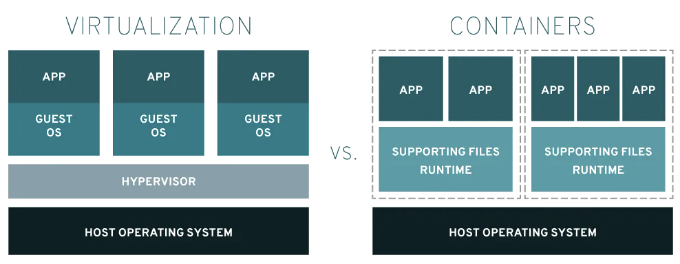 VIRTUALIZATION
APP
APP
APP
GUEST
OS
GUEST
OS
GUEST
OS
HYPERVISOR
HOST OPERATING SYSTEM
VS.
CONTAINERS
APP
APP
APP
APP
APP
SUPPORTING FILES
RUNTIME
SUPPORTING FILES
RUNTIME
HOST OPERATING SYSTEM